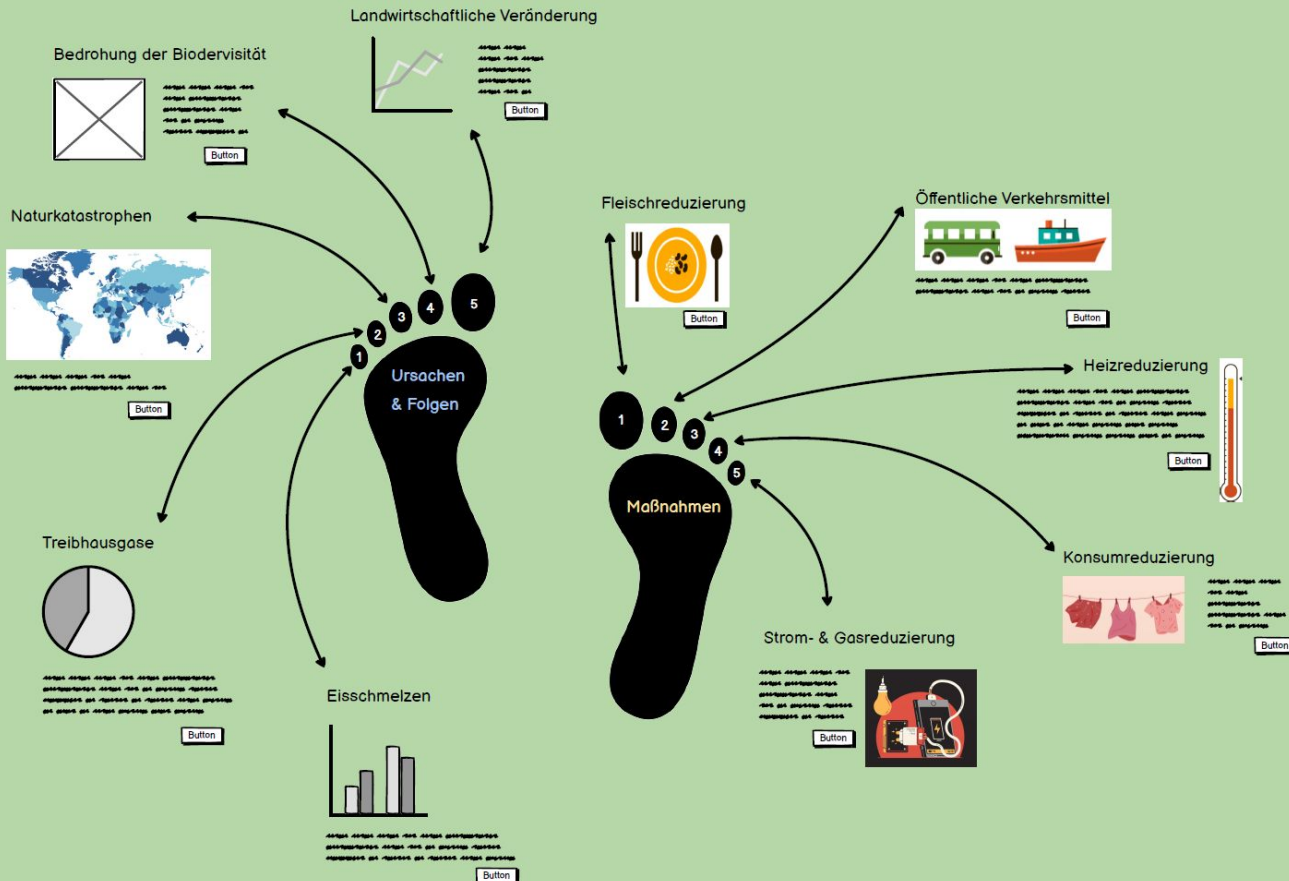 Landwirtschaftliche Veränderung
Button
Bedrohung der Biodervisität
Button
Naturkatastrophen
Button
Treibhausgase
Button
Eisschmelzen
Button
1
2
3
4
5
Ursachen
& Folgen
Fleischreduzierung
Button
Öffentliche Verkehrsmittel
Button
Heizreduzierung
Button
Konsumreduzierung
Button
Strom- & Gasreduzierung
Button
1
2
3
4
5
Maßnahmen